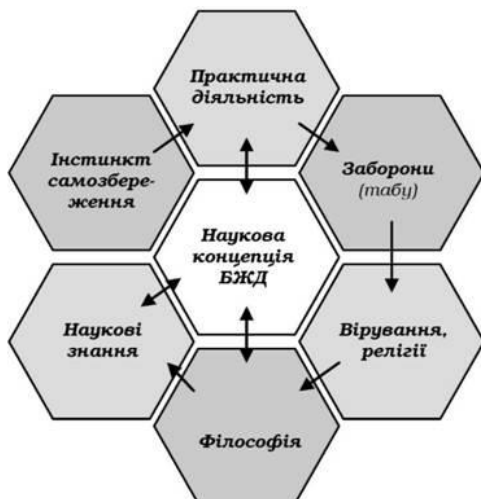 Практична
діяльність
Інстинкт
самозбере-
ження
Заборони
(табу)
Наукова
концепція
БЖД
Наукові
знання
Вірування,
релігії
Філософія